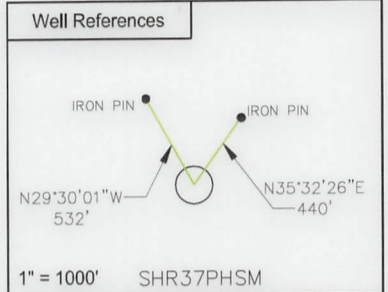 Well References
IRON PIN
IRON PIN
N29°30'01"W
532'
N35°32'26"E
440'
1" = 1000'
SHR37PHSM